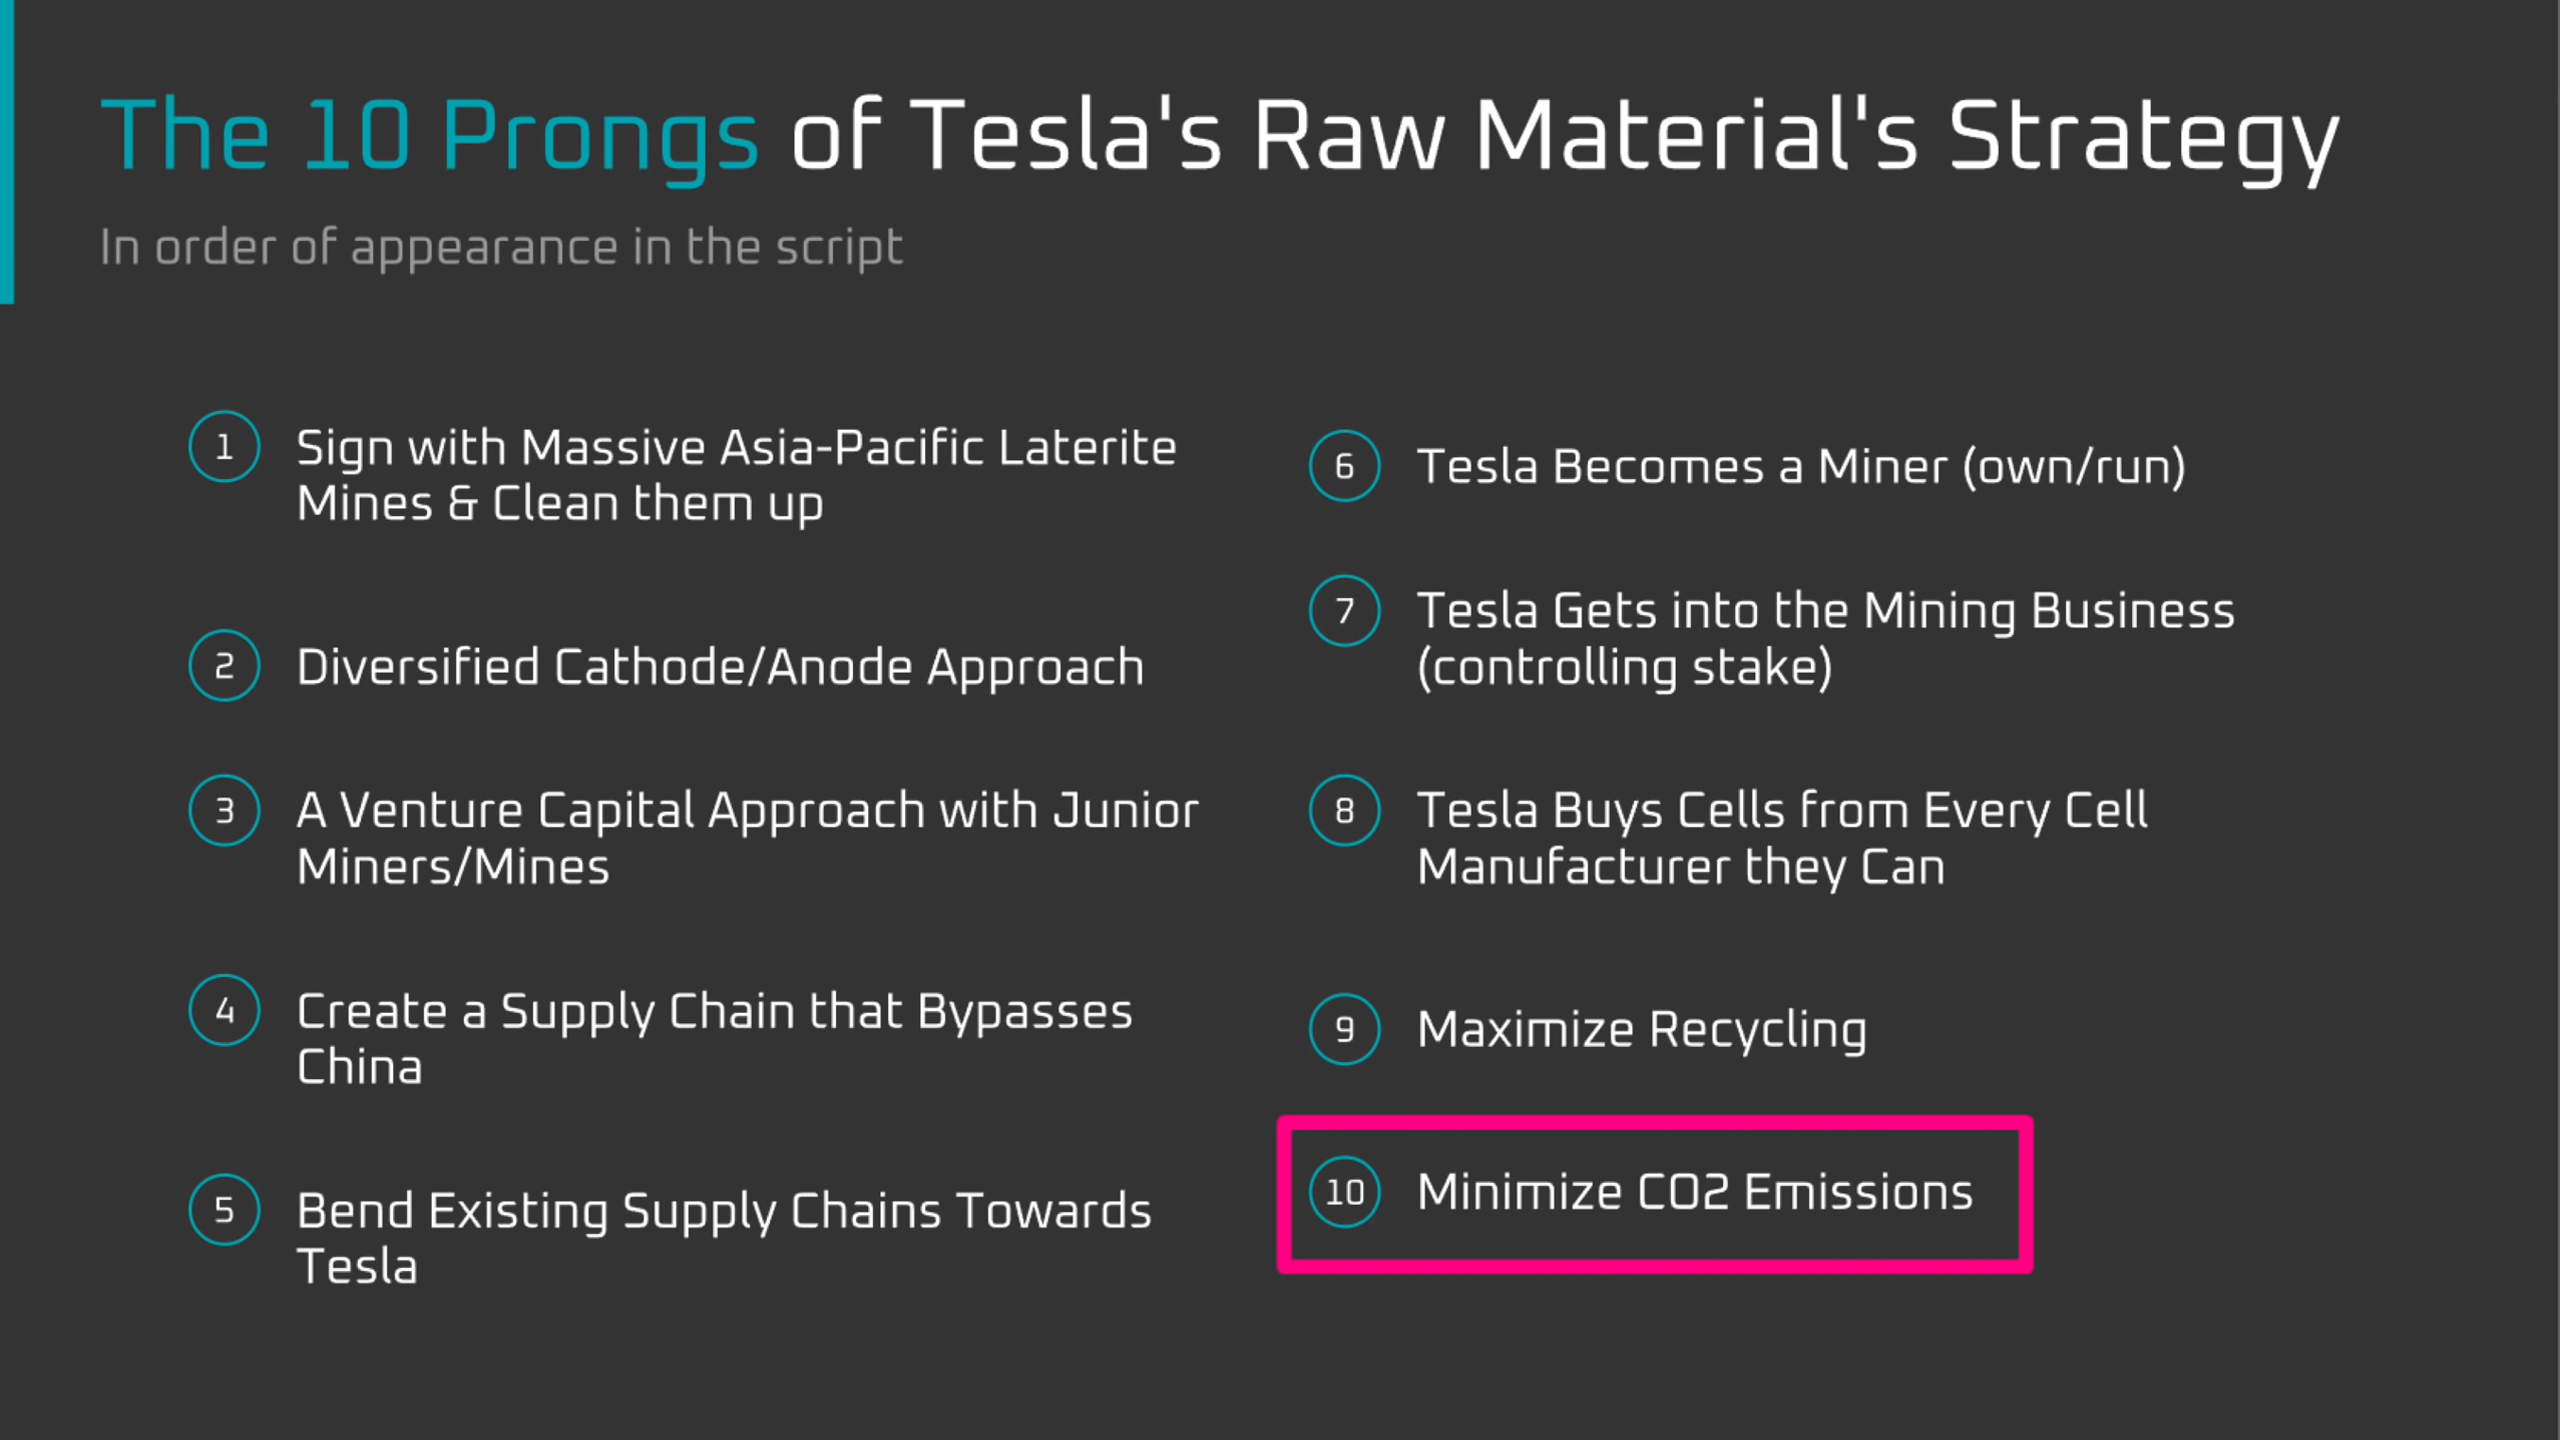 The 10 Prongs of Tesla's Raw Material's Strategy
In order of appearance in the script
1 Sign with Massive Asia-Pacific Laterite
Mines & Clean them up
2 Diversified Cathode/Anode Approach
3 A Venture Capital Approach with Junior
Miners/Mines
4 Create a Supply Chain that Bypasses
China
5 Bend Existing Supply Chains Towards
Tesla
6 Tesla Becomes a Miner (own/run)
7 Tesla Gets into the Mining Business
(controlling stake)
8 Tesla Buys Cells from Every Cell
Manufacturer they Can
9 Maximize Recycling
10 Minimize CO2 Emissions